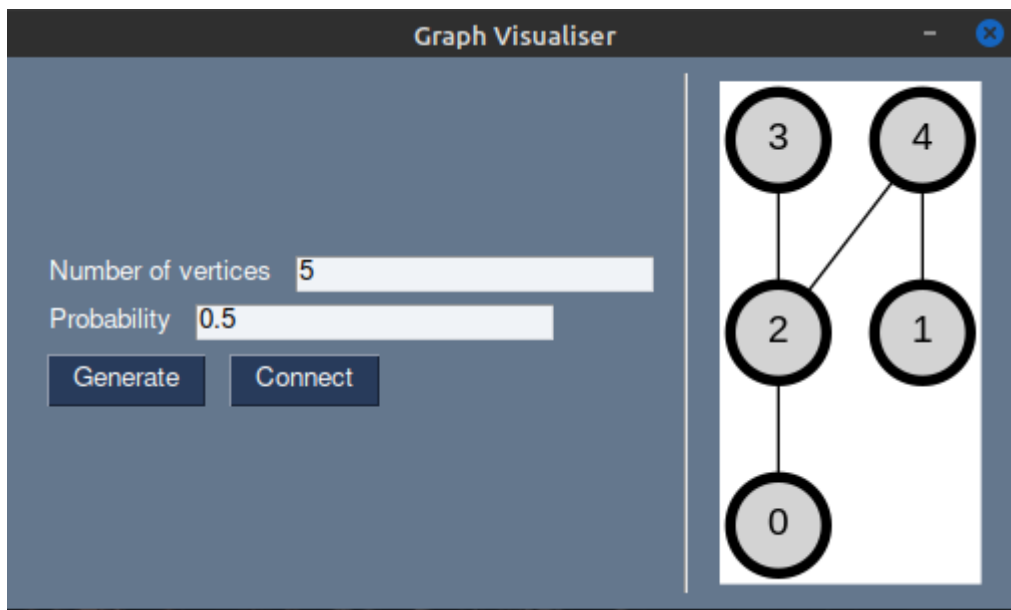 Graph Visualiser
Number of vertices 5
Probability 0.5
Generate Connect
3 4
2 1
0